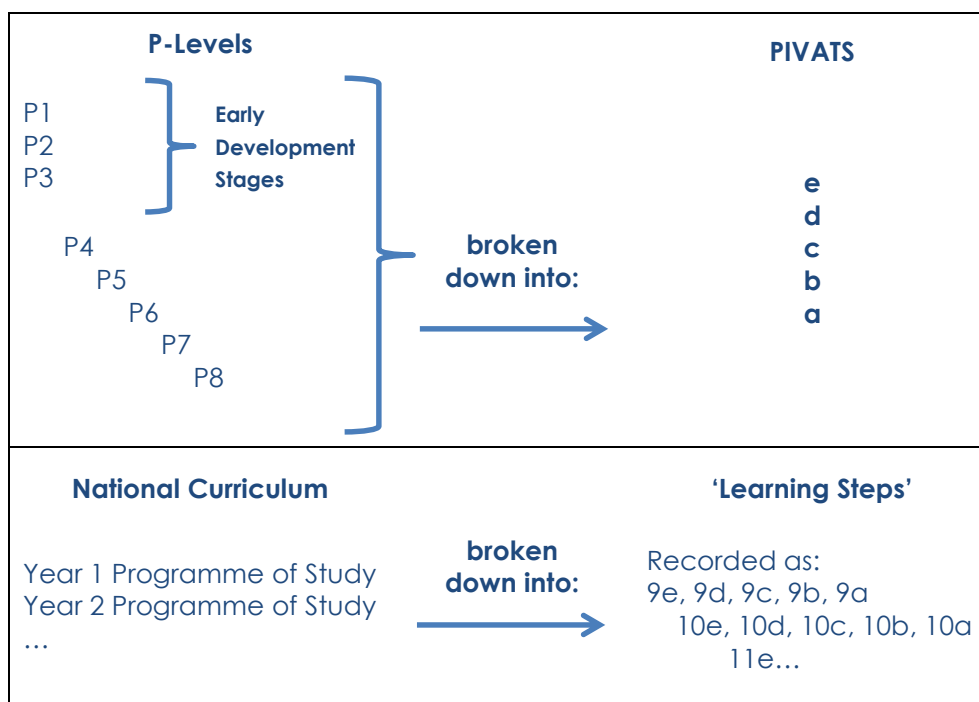 P-Levels
P1
P2
P3
Early
Development
Stages
P4
P5
P6
P7
P8
broken
down into:
PIVATS
e
d
c
b
a
National Curriculum
Year 1 Programme of Study
Year 2 Programme of Study
…
broken
down into:
‘Learning Steps’
Recorded as:
9e, 9d, 9c, 9b, 9a
10e, 10d, 10c, 10b, 10a
11e…